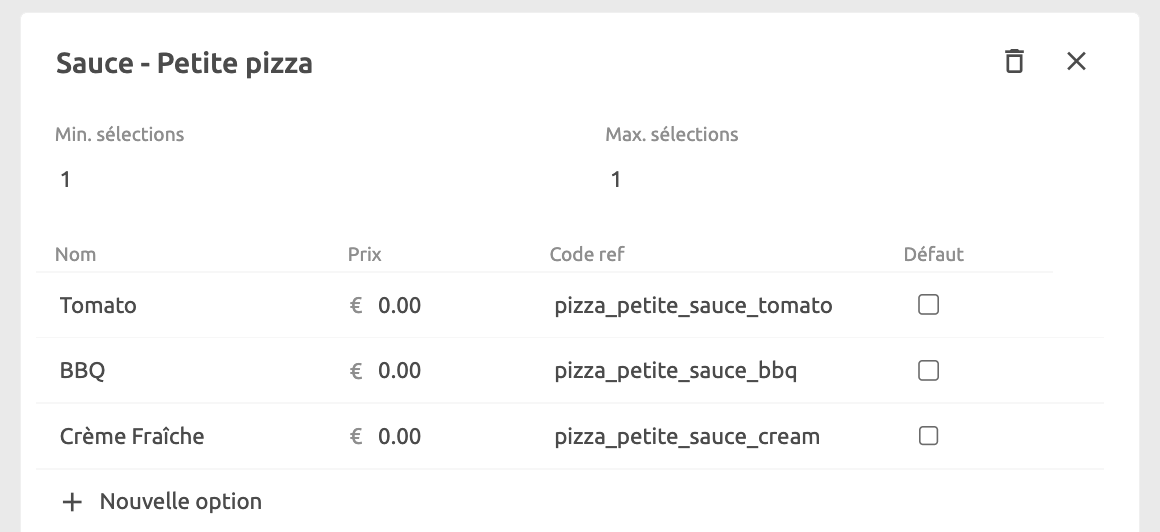 Sauce - Petite pizza
Min. sélections Max. sélections
1 1
Nom Prix Code ref Défaut
Tomato € 0.00 pizza_petite_sauce_tomato
BBQ € 0.00 pizza_petite_sauce_bbq
Crème Fraîche € 0.00 pizza_petite_sauce_cream
+ Nouvelle option